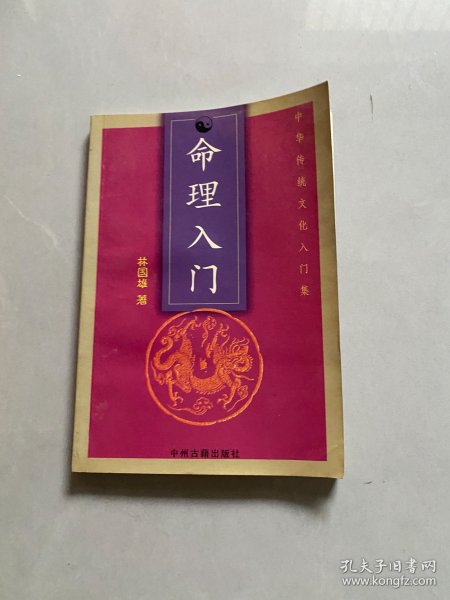 中华传统文化入门集
命理入门
林国雄 著
中州古籍出版社
孔夫子旧书网
www.kongfz.com